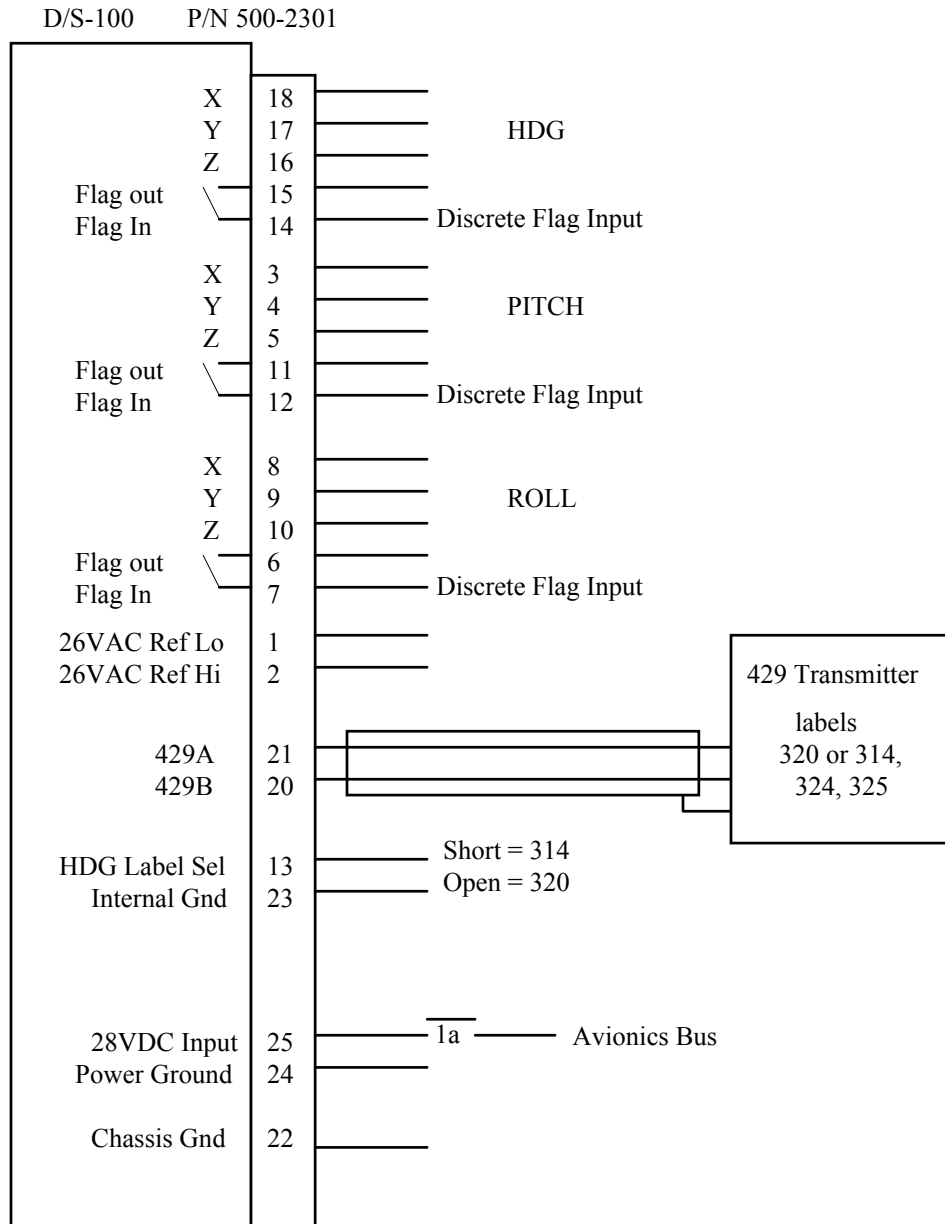 D/S-100 P/N 500-2301
X 18
Y 17 HDG
Z 16
Flag out 15
Flag In 14 Discrete Flag Input
X 3
Y 4 PITCH
Z 5
Flag out 11
Flag In 12 Discrete Flag Input
X 8
Y 9 ROLL
Z 10
Flag out 6
Flag In 7 Discrete Flag Input
26VAC Ref Lo 1
26VAC Ref Hi 2
429 Transmitter
labels
320 or 314,
324, 325
429A 21
429B 20
HDG Label Sel 13 Short = 314
Internal Gnd 23 Open = 320
28VDC Input 25 1a Avionics Bus
Power Ground 24
Chassis Gnd 22